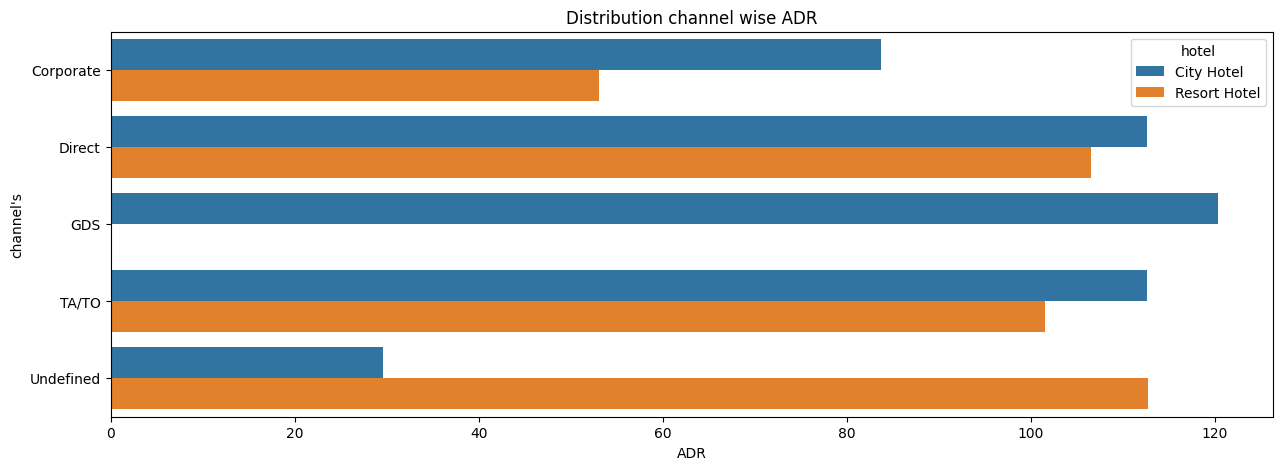 Distribution channel wise ADR
hotel
City Hotel
Resort Hotel
channel's
Corporate
Direct
GDS
TA/TO
Undefined
0 20 40 60 80 100 120
ADR